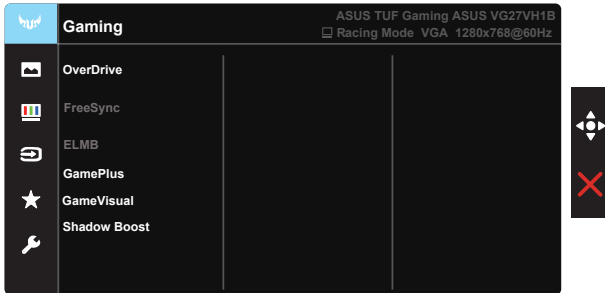 Gaming
ASUS TUF Gaming ASUS VG27VH1B
Racing Mode VGA 1280x768@60Hz
OverDrive
FreeSync
ELMB
GamePlus
GameVisual
Shadow Boost